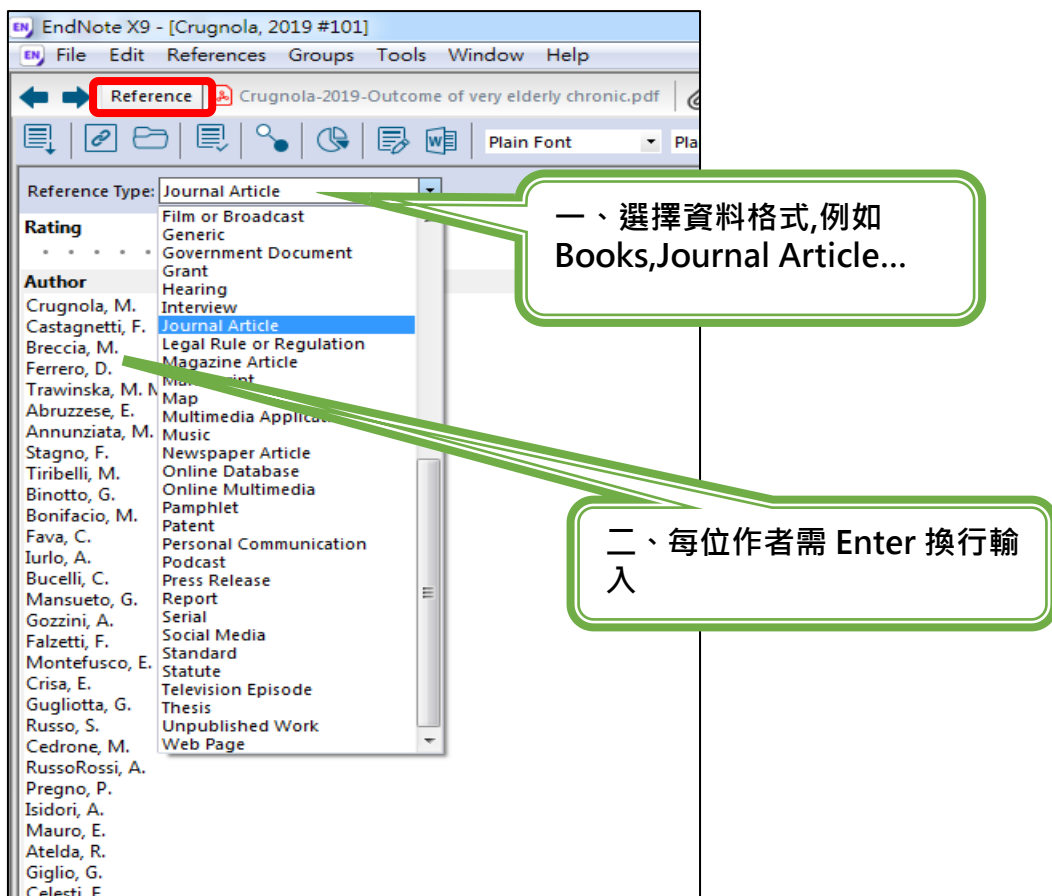 EndNote X9 - [Crugnola, 2019 #101]
File Edit References Groups Tools Window Help
Reference Crugnola-2019-Outcome of very elderly chronic.pdf
Plain Font Pla
Reference Type: Journal Article
Rating
Author
Crugnola, M.
Castagnetti, F.
Breccia, M.
Ferrero, D.
Trawinska, M. M
Abruzzese, E.
Annunziata, M.
Stagno, F.
Tiribelli, M.
Binotto, G.
Bonifacio, M.
Fava, C.
Iurlo, A.
Bucelli, C.
Mansueto, G.
Gozzini, A.
Falzetti, F.
Montefusco, E.
Crisa, E.
Gugliotta, G.
Russo, S.
Cedrone, M.
RussoRossi, A.
Pregno, P.
Isidori, A.
Mauro, E.
Atelda, R.
Giglio, G.
Celesti, F.
Film or Broadcast
Generic
Government Document
Grant
Hearing
Interview
Journal Article
Legal Rule or Regulation
Magazine Article
Map
Multimedia
Music
Newspaper Article
Online Database
Online Multimedia
Pamphlet
Patent
Personal Communication
Podcast
Press Release
Report
Serial
Social Media
Standard
Statute
Television Episode
Thesis
Unpublished Work
Web Page
一、選擇資料格式,例如
Books,Journal Article…
二、每位作者需 Enter 換行輸
入